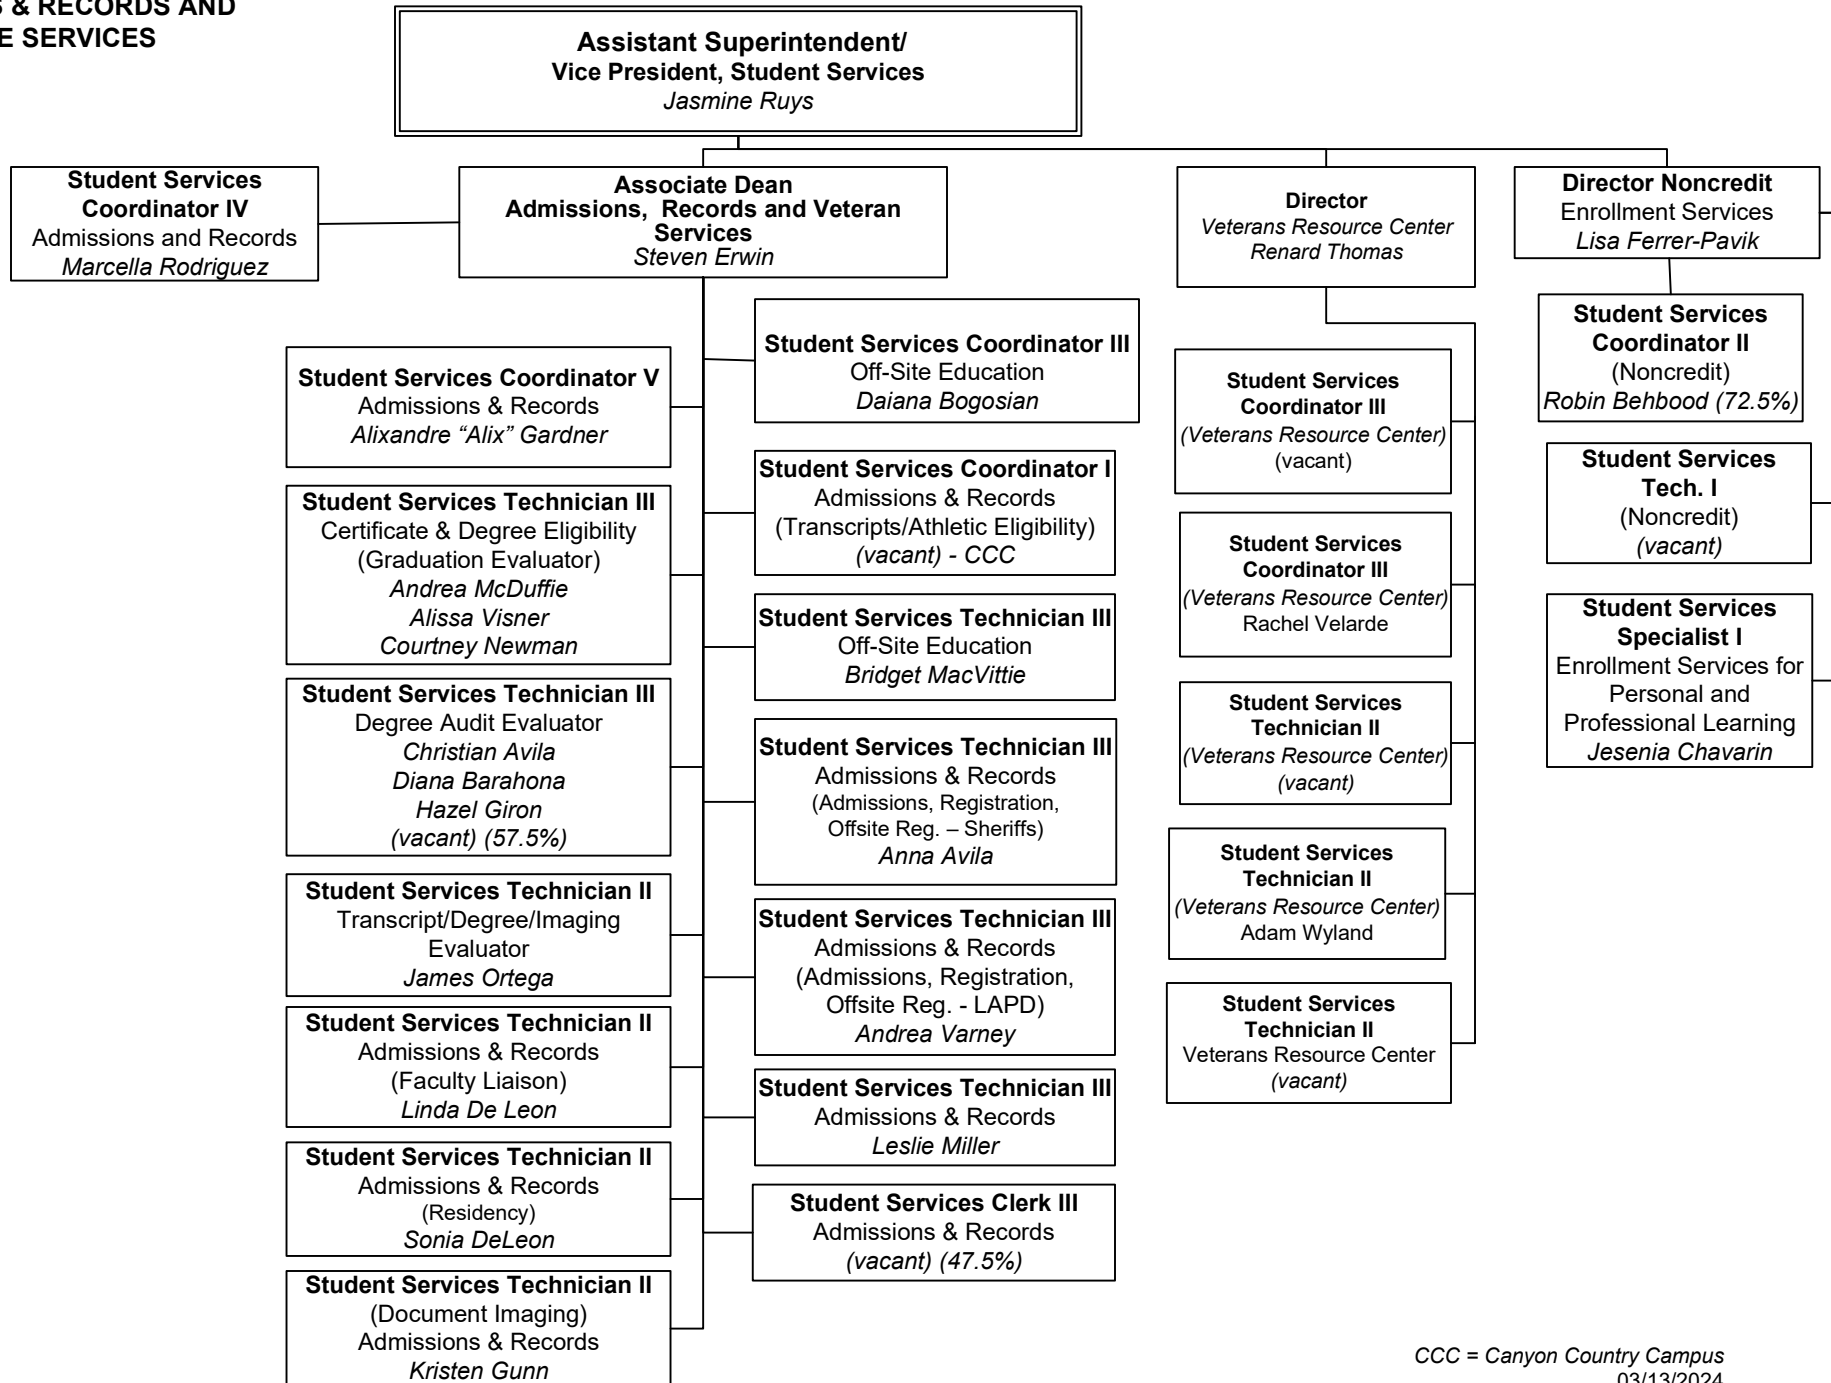 & RECORDS AND
SERVICES
Assistant Superintendent/
Vice President, Student Services
Jasmine Ruys
Student Services
Coordinator IV
Admissions and Records
Marcella Rodriguez
Associate Dean
Admissions, Records and Veteran
Services
Steven Erwin
Director
Veterans Resource Center
Renard Thomas
Director Noncredit
Enrollment Services
Lisa Ferrer-Pavik
Student Services Coordinator V
Admissions & Records
Alixandre “Alix” Gardner
Student Services Technician III
Certificate & Degree Eligibility
(Graduation Evaluator)
Andrea McDuffie
Alissa Visner
Courtney Newman
Student Services Technician III
Degree Audit Evaluator
Christian Avila
Diana Barahona
Hazel Giron
(vacant) (57.5%)
Student Services Technician II
Transcript/Degree/Imaging
Evaluator
James Ortega
Student Services Technician II
Admissions & Records
(Faculty Liaison)
Linda De Leon
Student Services Technician II
Admissions & Records
(Residency)
Sonia DeLeon
Student Services Technician II
(Document Imaging)
Admissions & Records
Kristen Gunn
Student Services Coordinator III
Off-Site Education
Daiana Bogosian
Student Services Coordinator I
Admissions & Records
(Transcripts/Athletic Eligibility)
(vacant) - CCC
Student Services Technician III
Off-Site Education
Bridget MacVittie
Student Services Technician III
Admissions & Records
(Admissions, Registration,
Offsite Reg. – Sheriffs)
Anna Avila
Student Services Technician III
Admissions & Records
(Admissions, Registration,
Offsite Reg. - LAPD)
Andrea Varney
Student Services Technician III
Admissions & Records
Leslie Miller
Student Services Clerk III
Admissions & Records
(vacant) (47.5%)
Student Services
Coordinator III
(Veterans Resource Center)
(vacant)
Student Services
Coordinator III
(Veterans Resource Center)
Rachel Velarde
Student Services
Technician II
(Veterans Resource Center)
(vacant)
Student Services
Technician II
(Veterans Resource Center)
Adam Wyland
Student Services
Technician II
Veterans Resource Center
(vacant)
Student Services
Coordinator II
(Noncredit)
Robin Behbood (72.5%)
Student Services
Tech. I
(Noncredit)
(vacant)
Student Services
Specialist I
Enrollment Services for
Personal and
Professional Learning
Jesenia Chavarin
CCC = Canyon Country Campus
03/13/2024